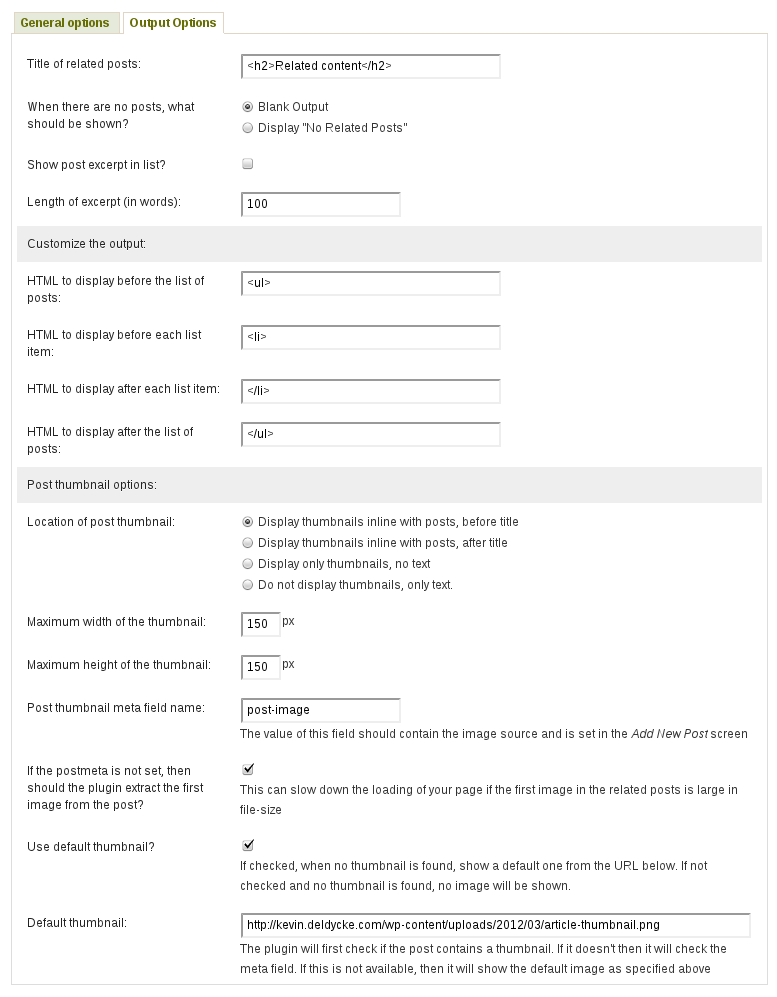 General options
Output Options
Title of related posts:
<h2>Related content</h2>
When there are no posts, what
should be shown?
Blank Output
Display "No Related Posts"
Show post excerpt in list?
Length of excerpt (in words):
100
Customize the output:
HTML to display before the list of
posts:
<ul>
HTML to display before each list
item:
<li>
HTML to display after each list item:
</li>
HTML to display after the list of
posts:
</ul>
Post thumbnail options:
Location of post thumbnail:
Display thumbnails inline with posts, before title
Display thumbnails inline with posts, after title
Display only thumbnails, no text
Do not display thumbnails, only text.
Maximum width of the thumbnail:
150 px
Maximum height of the thumbnail:
150 px
Post thumbnail meta field name:
post-image
The value of this field should contain the image source and is set in the Add New Post screen
If the postmeta is not set, then
should the plugin extract the first
image from the post?
This can slow down the loading of your page if the first image in the related posts is large in
file-size
Use default thumbnail?
If checked, when no thumbnail is found, show a default one from the URL below. If not
checked and no thumbnail is found, no image will be shown.
Default thumbnail:
http://kevin.deldycke.com/wp-content/uploads/2012/03/article-thumbnail.png
The plugin will first check if the post contains a thumbnail. If it doesn't then it will check the
meta field. If this is not available, then it will show the default image as specified above